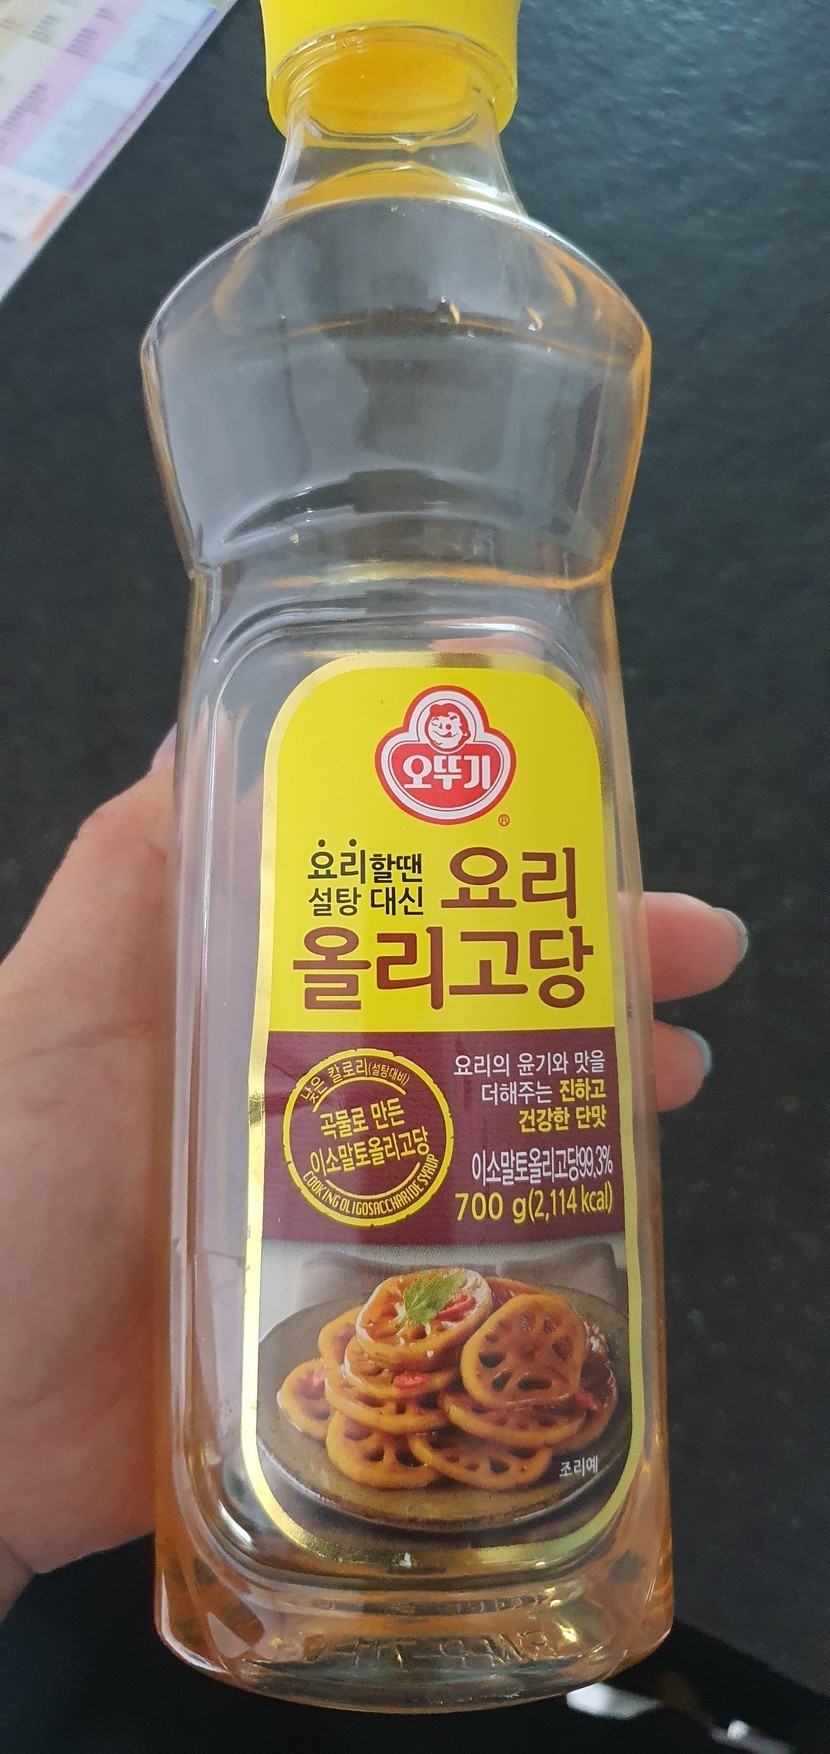 오뚜기
®
요리할땐
설탕 대신
요리
올리고당
낮은 칼로리(설탕대비)
곡물로 만든
이소말토올리고당
COOKING OLIGOSACCHARIDE SYRUP
요리의 윤기와 맛을
더해주는 진하고
건강한 단맛
이소말토올리고당99.3%
700 g(2,114 kcal)
조리예